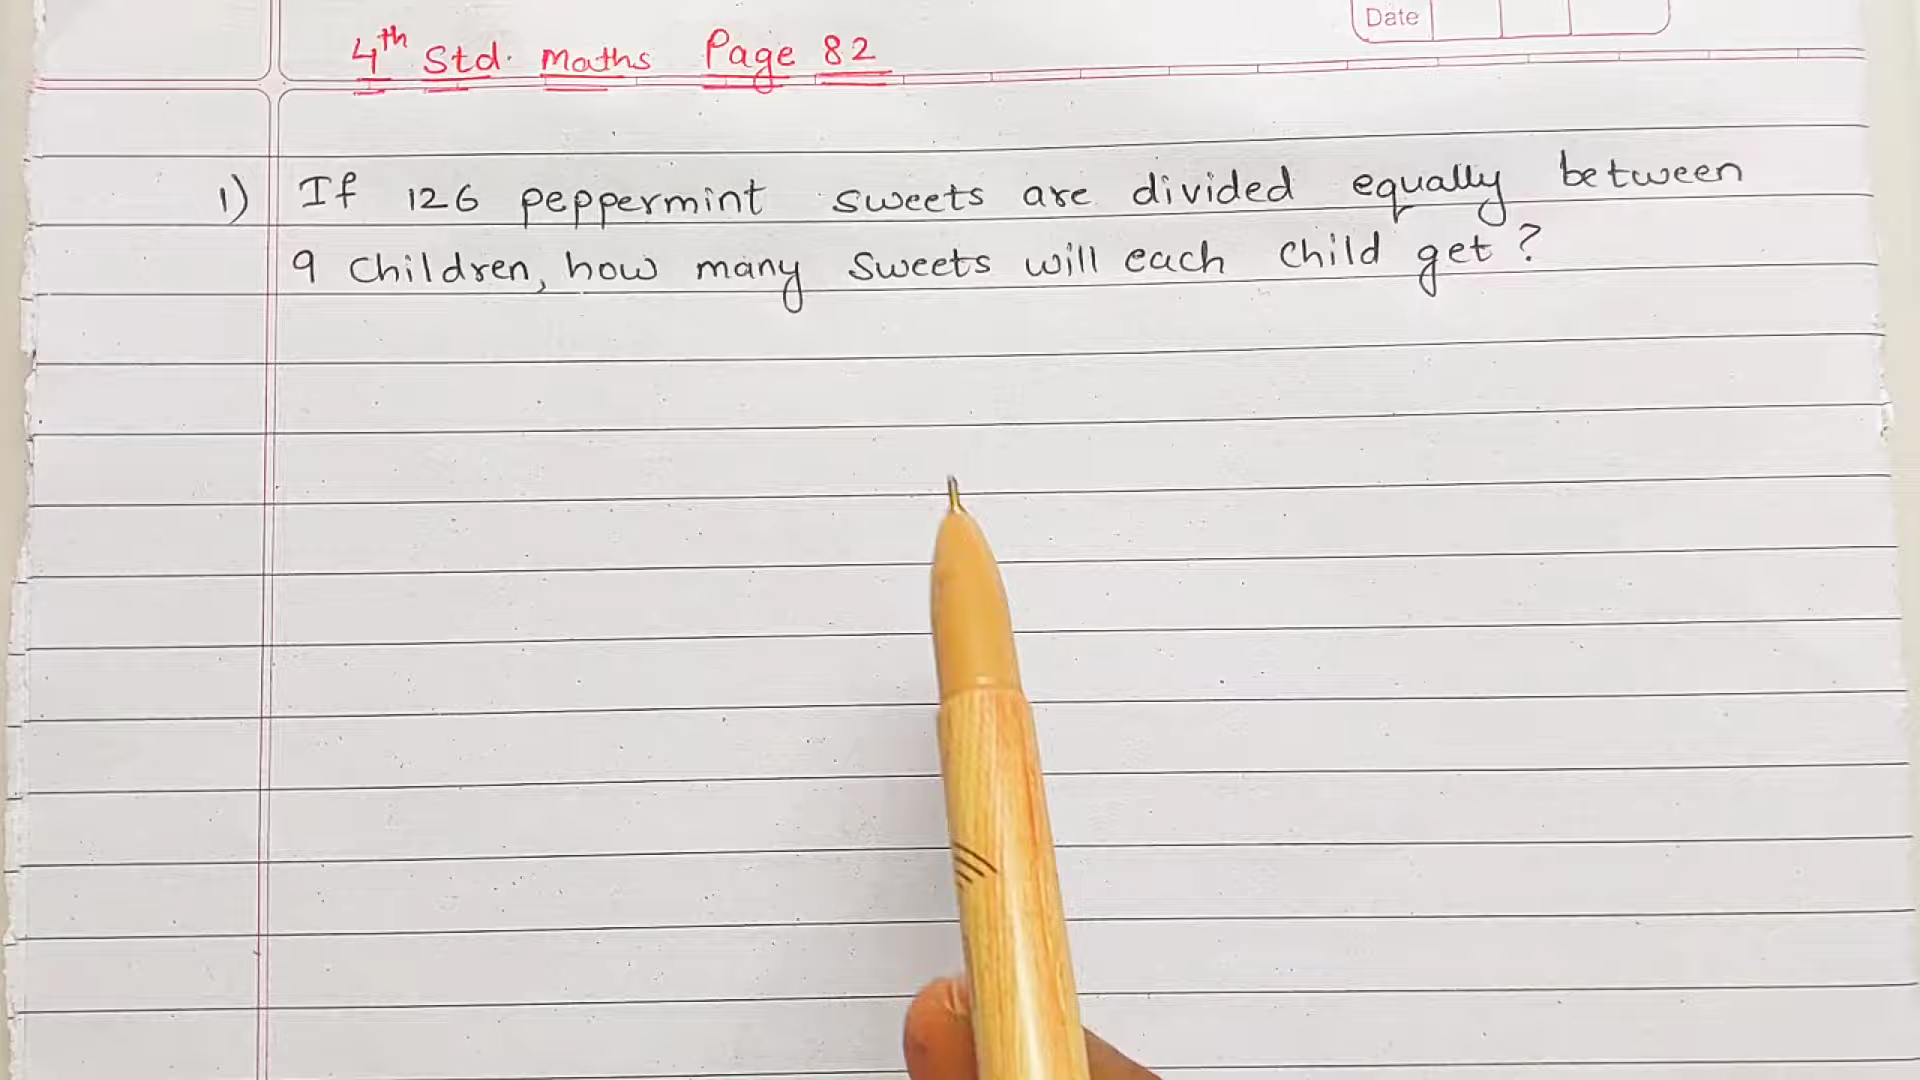 Date
4th Std. Maths Page 82
1) If 126 peppermint sweets are divided equally between
9 children, how many sweets will each child get?